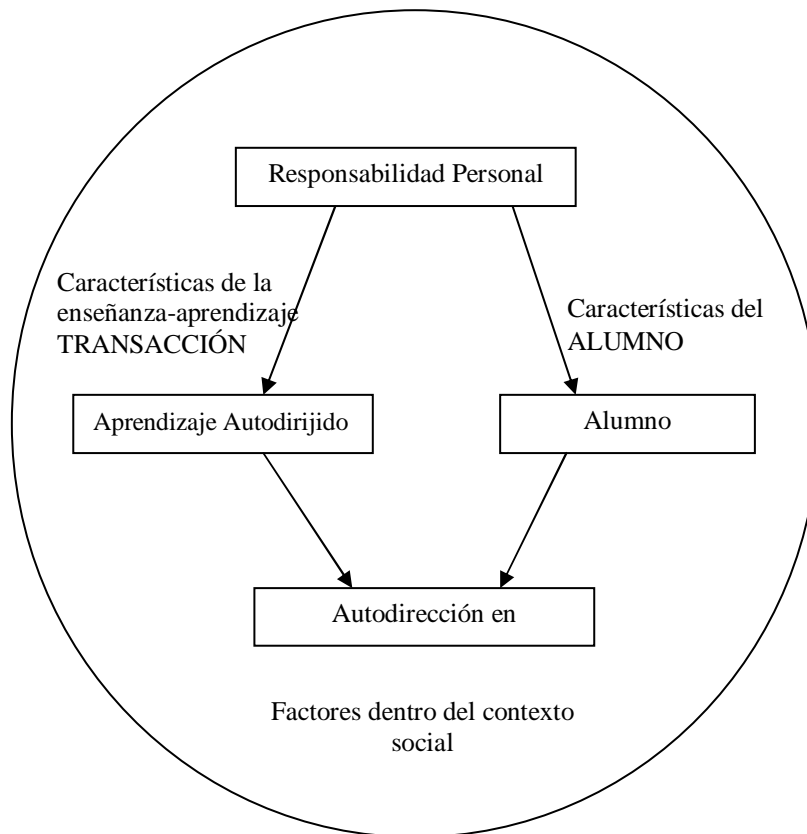 Responsabilidad Personal
Características de la
enseñanza-aprendizaje
TRANSACCIÓN
Características del
ALUMNO
Aprendizaje Autodirijido
Alumno
Autodirección en
Factores dentro del contexto
social